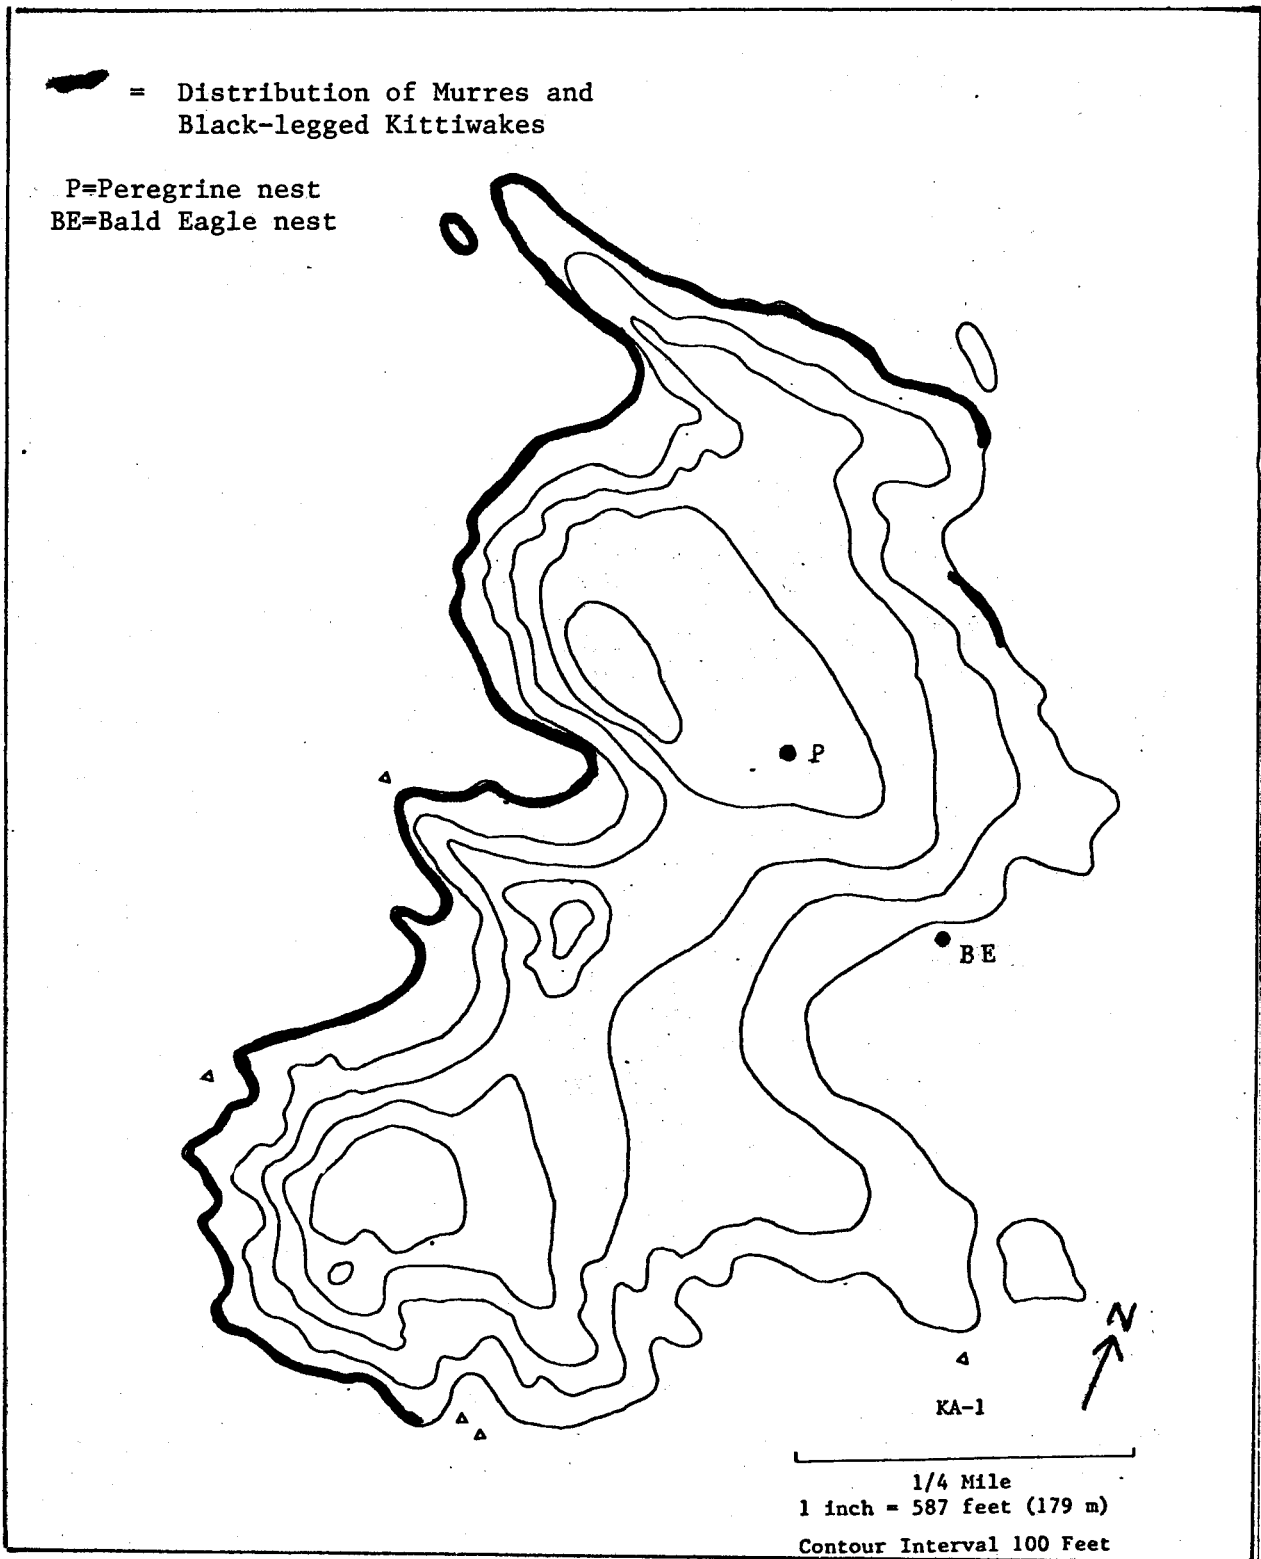 = Distribution of Murres and
Black-legged Kittiwakes
P=Peregrine nest
BE=Bald Eagle nest
P
BE
N
KA-1
1/4 Mile
1 inch = 587 feet (179 m)
Contour Interval 100 Feet